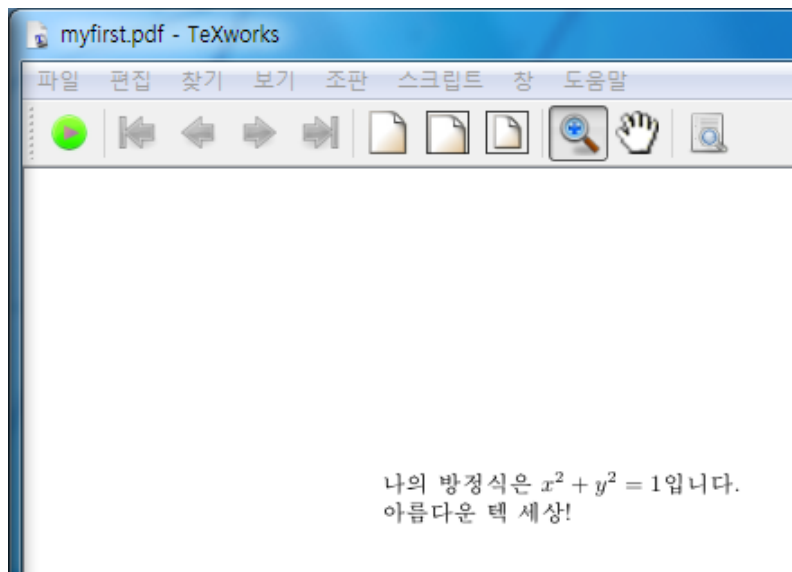 myfirst.pdf - TeXworks
파일 편집 찾기 보기 조판 스크립트 창 도움말
나의 방정식은 x² + y² = 1입니다.
아름다운 텍 세상!